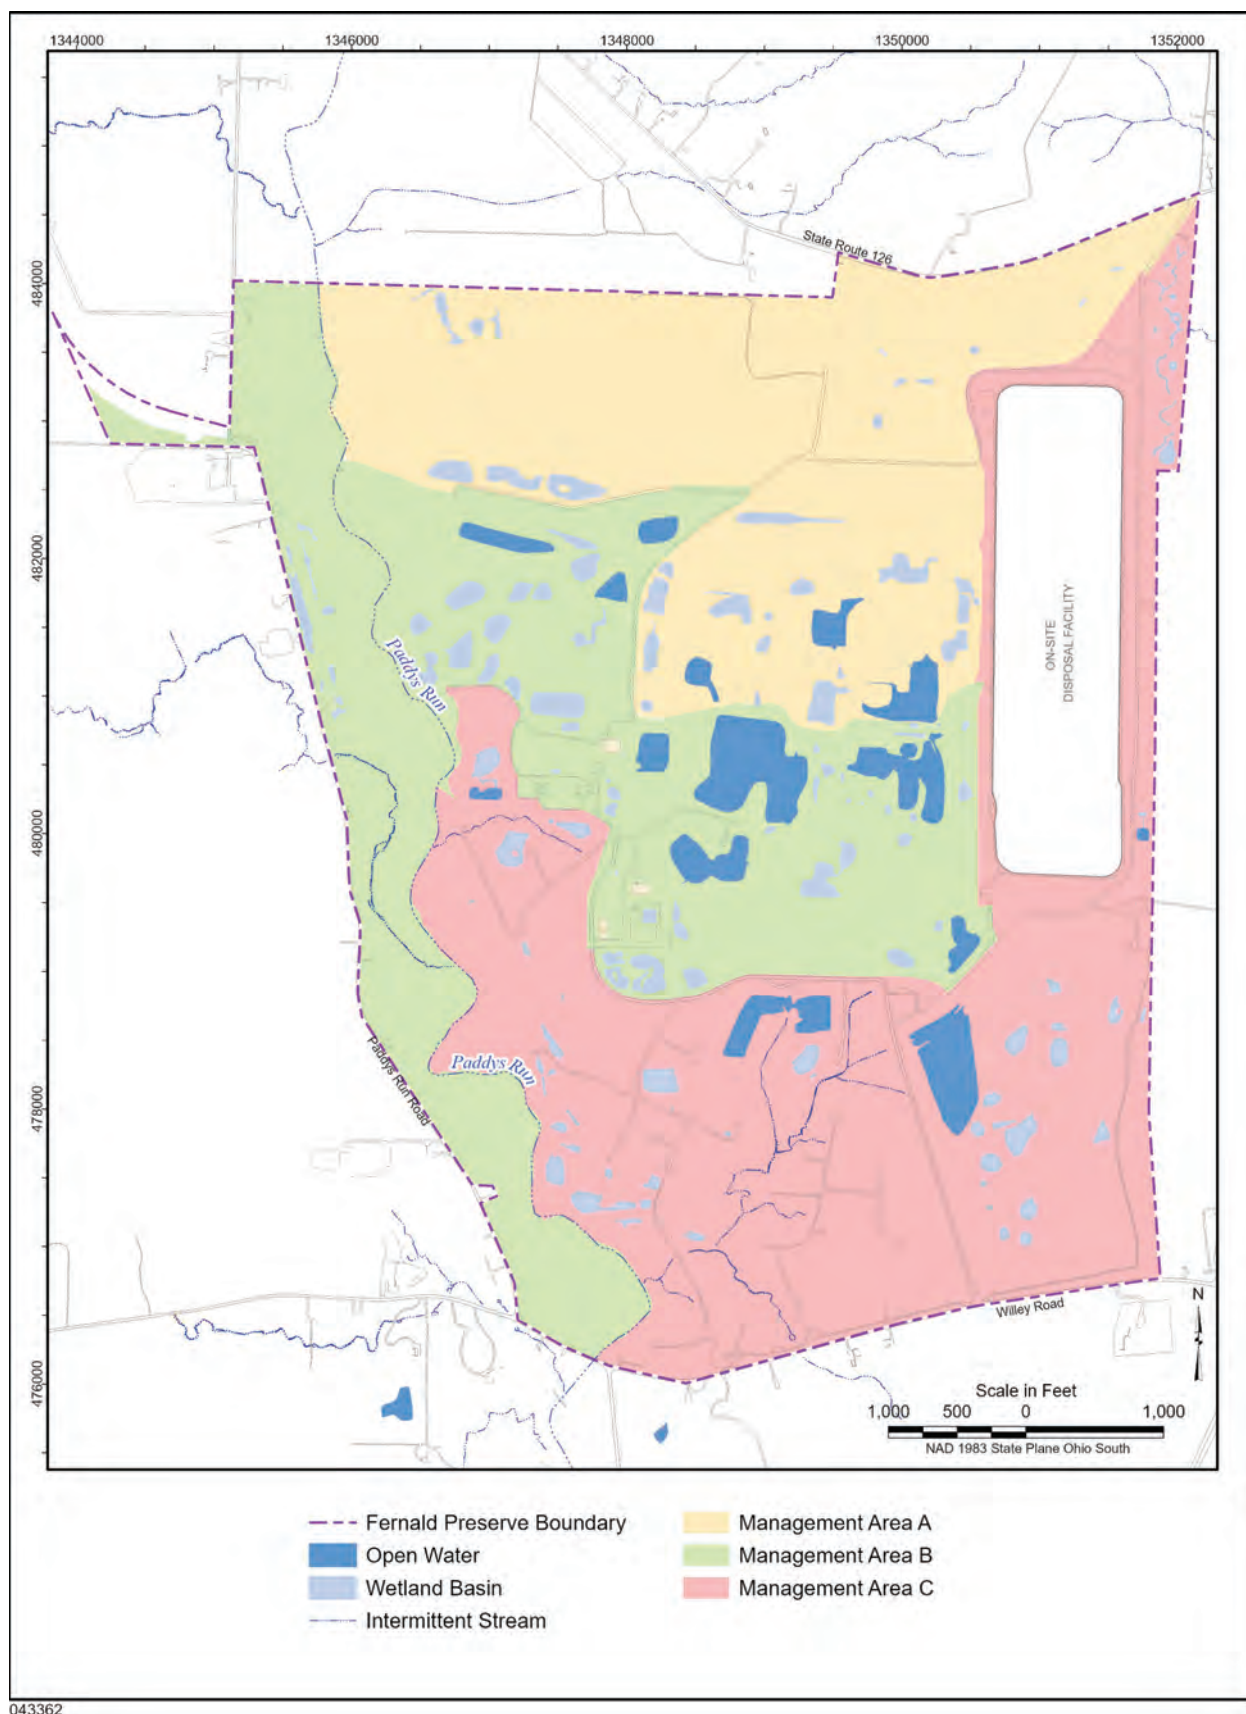 1344000 1346000 1348000 1350000 1352000
State Route 126
484000
482000
ON-SITE
DISPOSAL FACILITY
Paddys Run
480000
Paddys Run
Paddys Run Road
478000
Willey Road
N
476000
Scale in Feet
1,000 500 0 1,000
NAD 1983 State Plane Ohio South
Fernald Preserve Boundary
Open Water
Wetland Basin
Intermittent Stream
Management Area A
Management Area B
Management Area C
043362